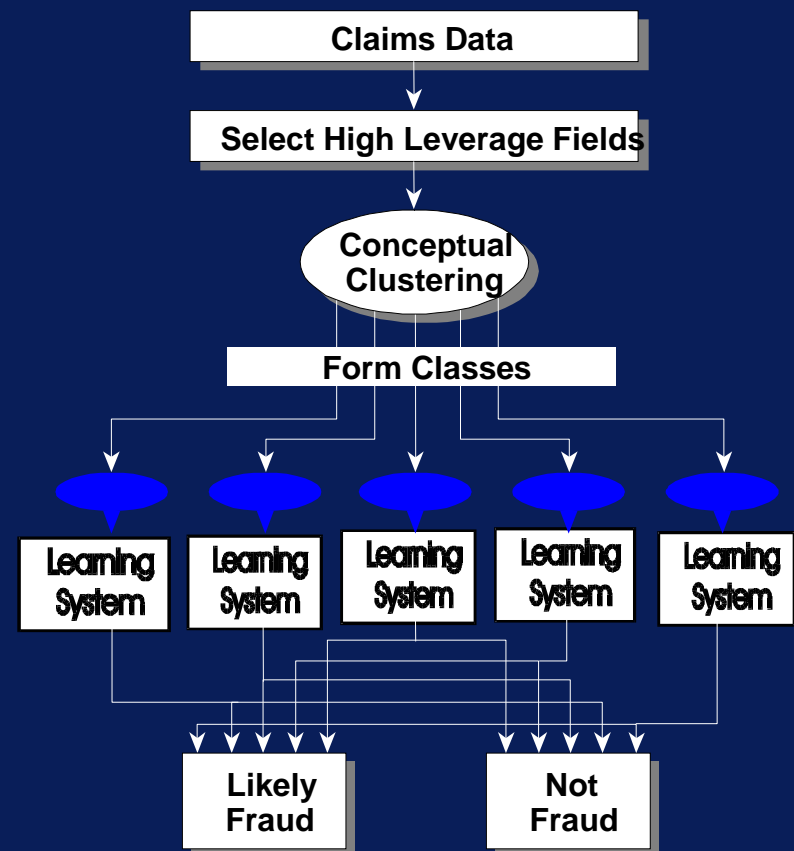 Claims Data
Select High Leverage Fields
Conceptual
Clustering
Form Classes
Learning
System
Learning
System
Learning
System
Learning
System
Learning
System
Likely
Fraud
Not
Fraud